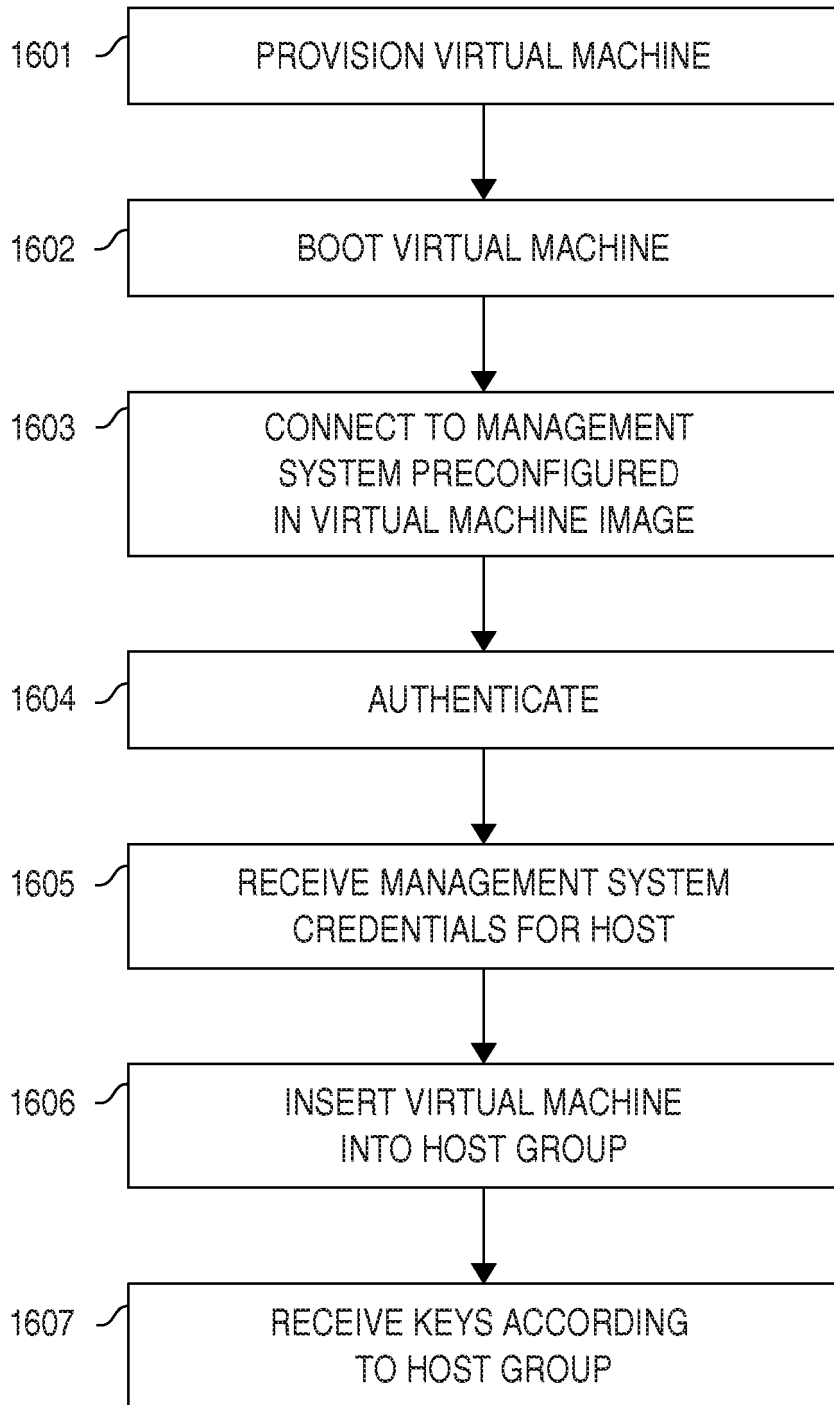 1601
PROVISION VIRTUAL MACHINE
1602
BOOT VIRTUAL MACHINE
1603
CONNECT TO MANAGEMENT
SYSTEM PRECONFIGURED
IN VIRTUAL MACHINE IMAGE
1604
AUTHENTICATE
1605
RECEIVE MANAGEMENT SYSTEM
CREDENTIALS FOR HOST
1606
INSERT VIRTUAL MACHINE
INTO HOST GROUP
1607
RECEIVE KEYS ACCORDING
TO HOST GROUP